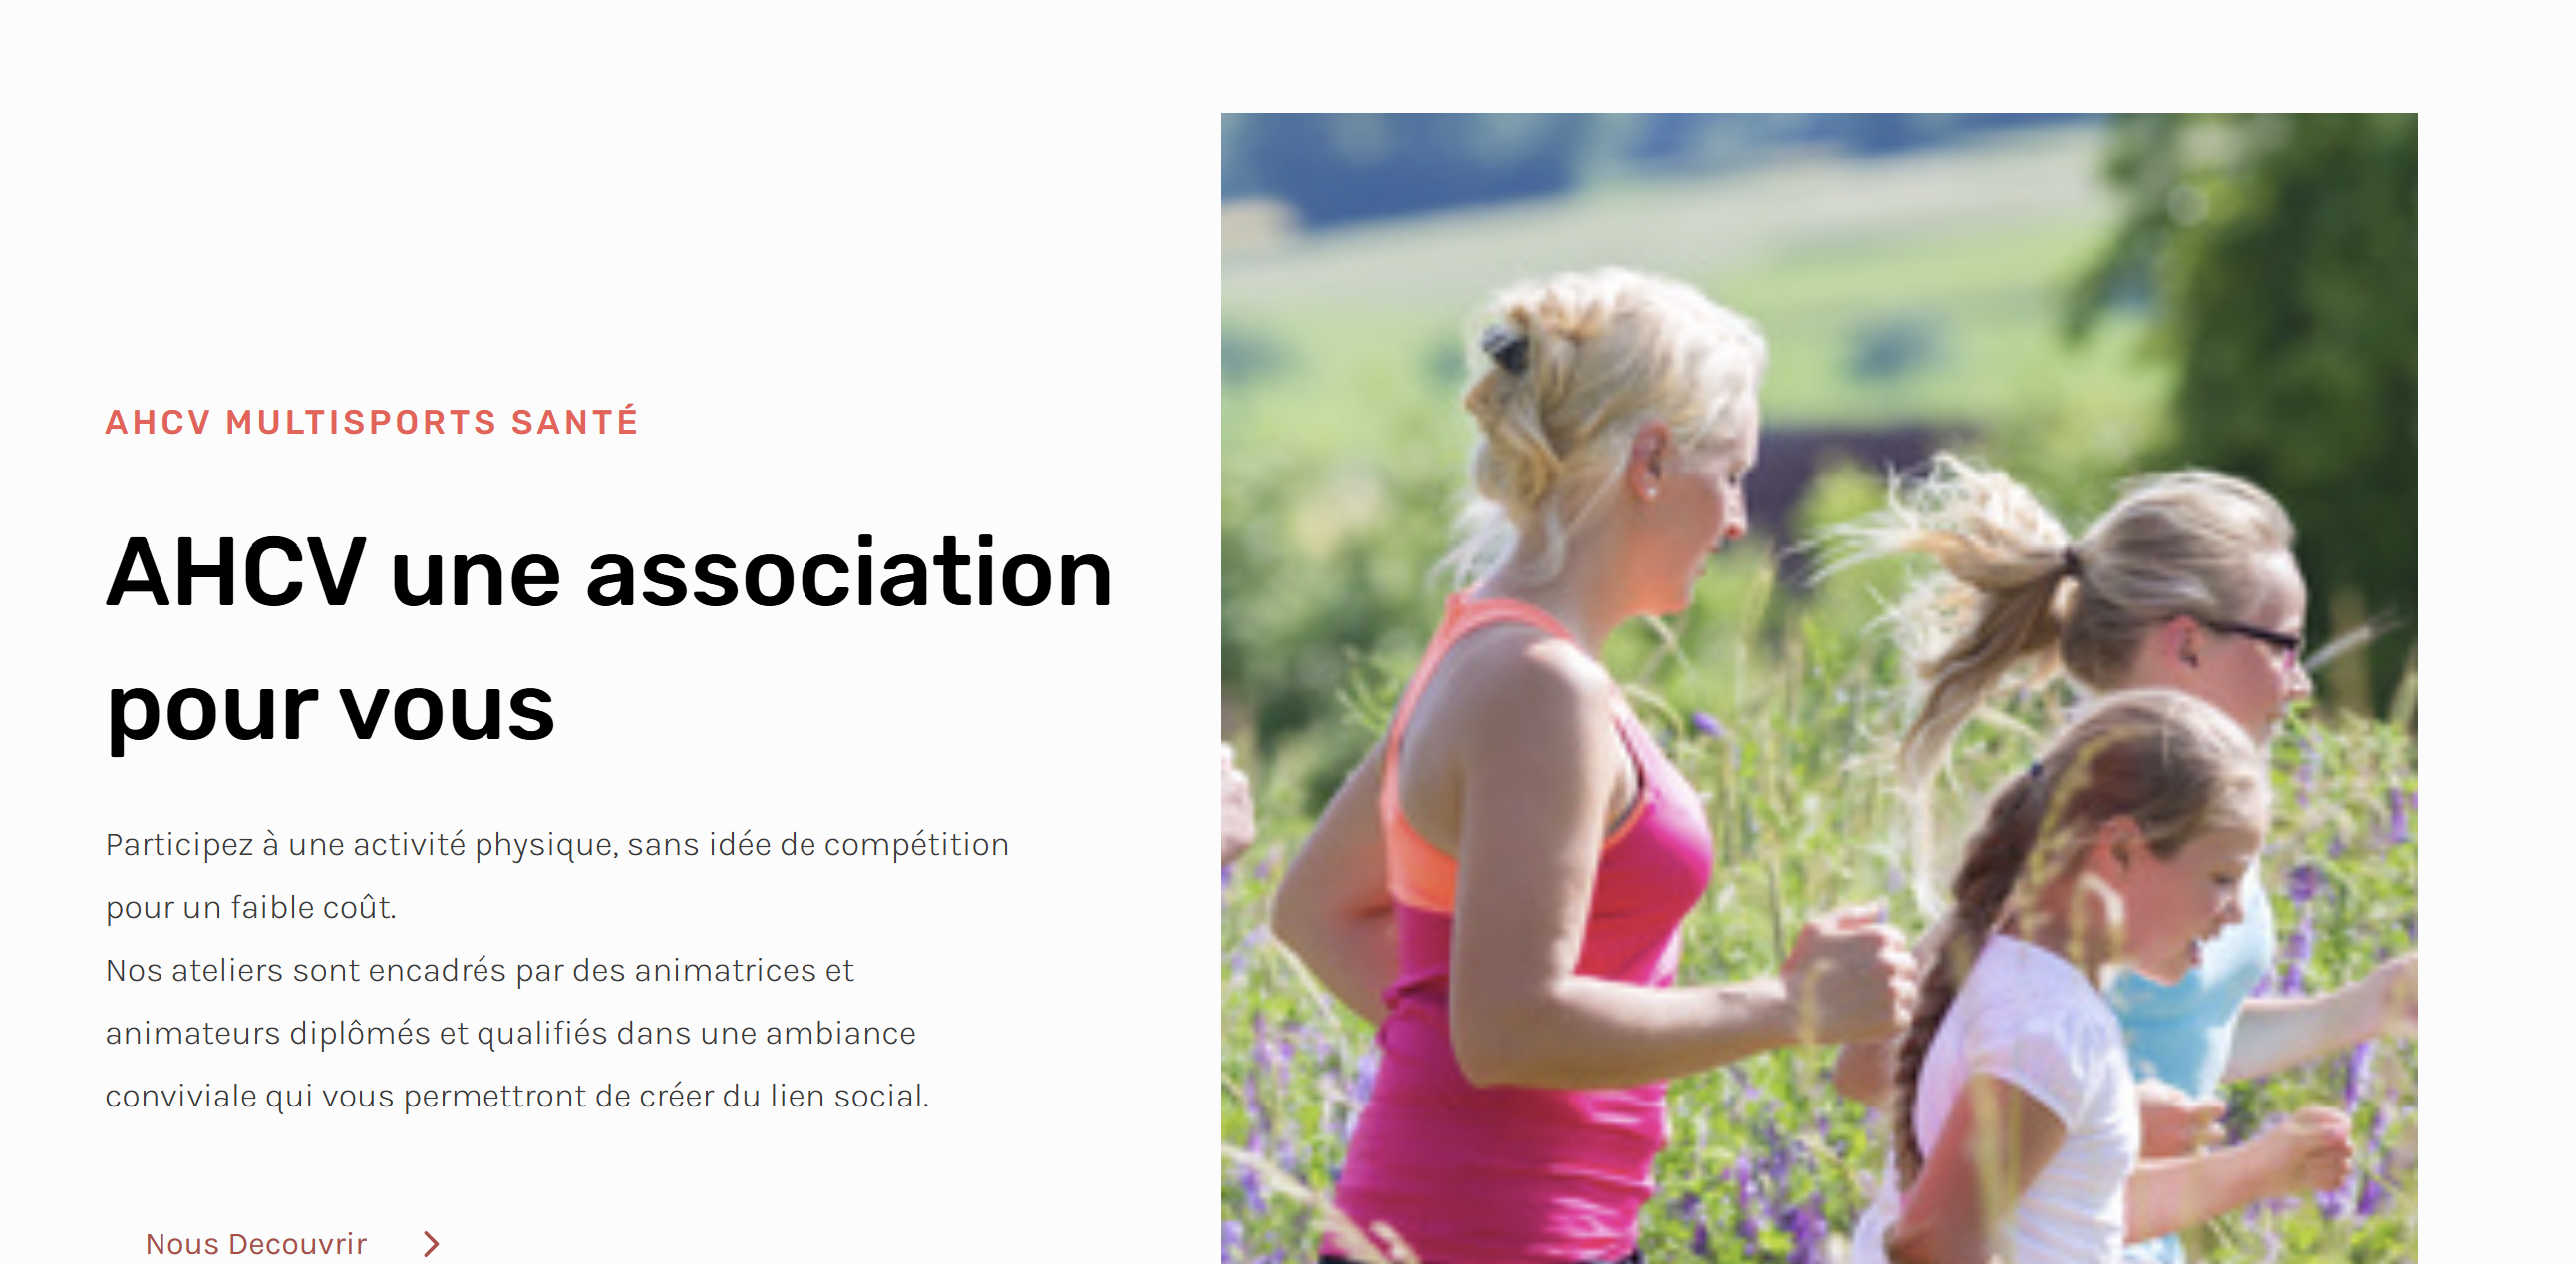 AHCV MULTISPORTS SANTÉ
AHCV une association
pour vous
Participez à une activité physique, sans idée de compétition
pour un faible coût.
Nos ateliers sont encadrés par des animatrices et
animateurs diplômés et qualifiés dans une ambiance
conviviale qui vous permettront de créer du lien social.
Nous Decouvrir